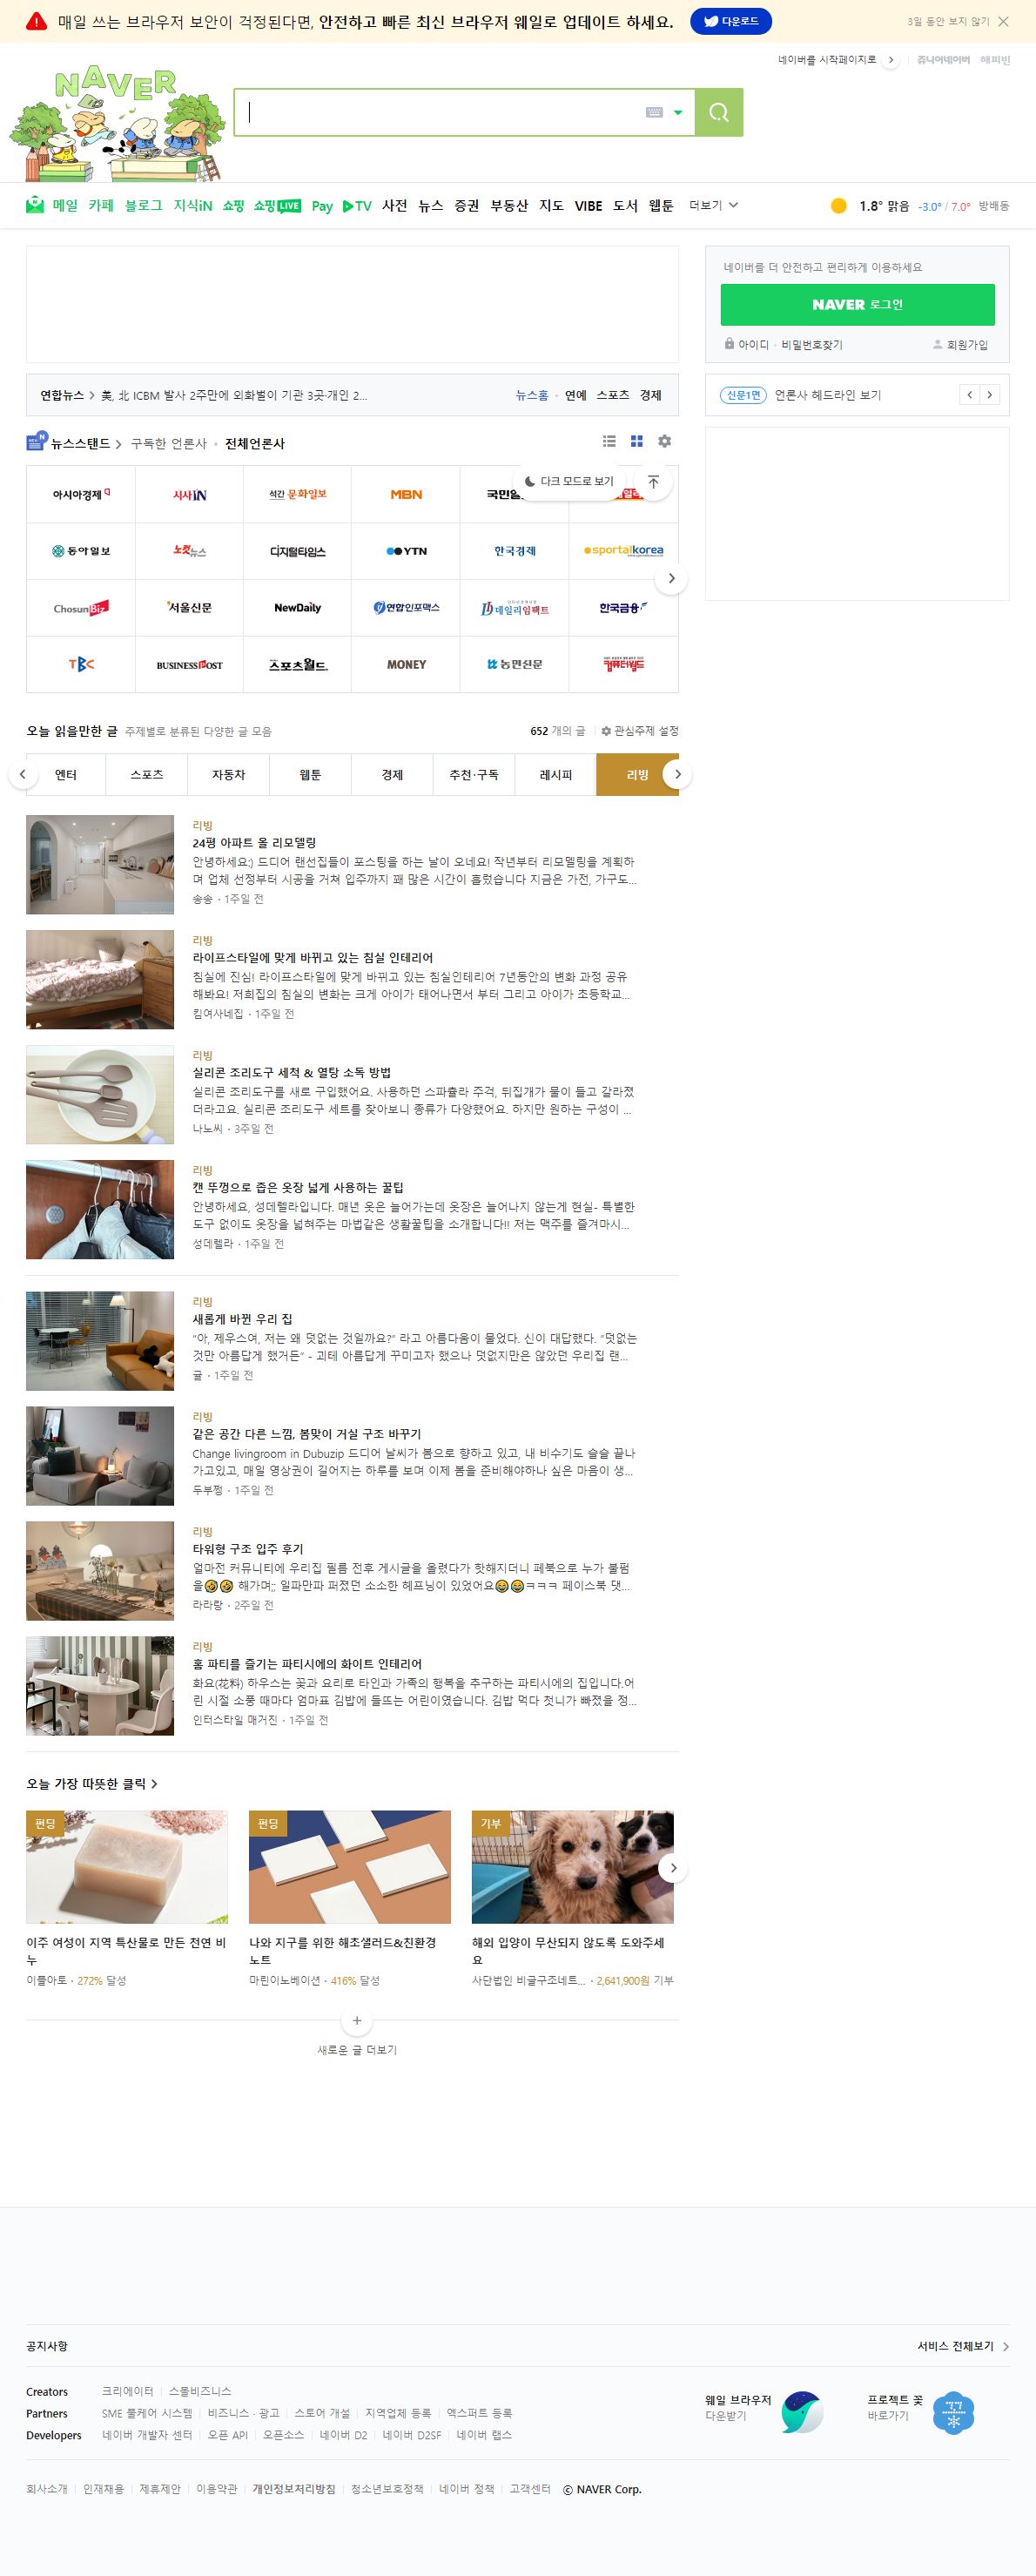 매일 쓰는 브라우저 보안이 걱정된다면, 안전하고 빠른 최신 브라우저 웨일로 업데이트 하세요.
다운로드
3일 동안 보지 않기
네이버를 시작페이지로
쥬니어네이버
해피빈
NAVER
메일 카페 블로그 지식iN 쇼핑 쇼핑LIVE Pay TV 사전 뉴스 증권 부동산 지도 VIBE 도서 웹툰 더보기
1.8° 맑음 -3.0° / 7.0° 방배동
네이버를 더 안전하고 편리하게 이용하세요
NAVER 로그인
아이디 · 비밀번호찾기
회원가입
연합뉴스 美, 北 ICBM 발사 2주만에 외화벌이 기관 3곳·개인 2...
뉴스홈 · 연예 스포츠 경제
신문1면 언론사 헤드라인 보기
뉴스스탠드 구독한 언론사 · 전체언론사
다크 모드로 보기
아시아경제 시사IN 석간 문화일보 MBN
동아일보 노컷뉴스 디지털타임스 YTN 한국경제 sportalkorea
ChosunBiz 서울신문 NewDaily 연합인포맥스 데일리임팩트 한국금융
TBC BUSINESSPOST 스포츠월드 MONEY 농민신문 컴퓨터월드
오늘 읽을만한 글 주제별로 분류된 다양한 글 모음
652 개의 글 관심주제 설정
엔터 스포츠 자동차 웹툰 경제 추천·구독 레시피 리빙
리빙
24평 아파트 올 리모델링
안녕하세요:) 드디어 랜선집들이 포스팅을 하는 날이 오네요! 작년부터 리모델링을 계획하
며 업체 선정부터 시공을 거쳐 입주까지 꽤 많은 시간이 흘렀습니다 지금은 가전, 가구도...
송송 · 1주일 전
리빙
라이프스타일에 맞게 바뀌고 있는 침실 인테리어
침실에 진심! 라이프스타일에 맞게 바뀌고 있는 침실인테리어 7년동안의 변화 과정 공유
해봐요! 저희집의 침실의 변화는 크게 아이가 태어나면서 부터 그리고 아이가 초등학교...
킴여사네집 · 1주일 전
리빙
실리콘 조리도구 세척 & 열탕 소독 방법
실리콘 조리도구를 새로 구입했어요. 사용하던 스파츌라 주걱, 뒤집개가 물이 들고 갈라졌
더라고요. 실리콘 조리도구 세트를 찾아보니 종류가 다양했어요. 하지만 원하는 구성이 ...
나노씨 · 3주일 전
리빙
캔 뚜껑으로 좁은 옷장 넓게 사용하는 꿀팁
안녕하세요, 성데렐라입니다. 매년 옷은 늘어가는데 옷장은 늘어나지 않는게 현실- 특별한
도구 없이도 옷장을 넓혀주는 마법같은 생활꿀팁을 소개합니다!! 저는 맥주를 즐겨마시...
성데렐라 · 1주일 전
리빙
새롭게 바뀐 우리 집
"아, 제우스여, 저는 왜 덧없는 것일까요?" 라고 아름다움이 물었다. 신이 대답했다. "덧없는
것만 아름답게 했거든" - 괴테 아름답게 꾸미고자 했으나 덧없지만은 않았던 우리집 랜...
귤 · 1주일 전
리빙
같은 공간 다른 느낌, 봄맞이 거실 구조 바꾸기
Change livingroom in Dubuzip 드디어 날씨가 봄으로 향하고 있고, 내 비수기도 슬슬 끝나
가고있고, 매일 영상권이 길어지는 하루를 보며 이제 봄을 준비해야하나 싶은 마음이 생...
두부쩡 · 1주일 전
리빙
타워형 구조 입주 후기
얼마전 커뮤니티에 우리집 필름 전후 게시글을 올렸다가 핫해지더니 페북으로 누가 불펌
을🤣🤣 해가며;; 일파만파 퍼졌던 소소한 헤프닝이 있었어요😂😂ㅋㅋㅋ 페이스북 댓...
라라랑 · 2주일 전
리빙
홈 파티를 즐기는 파티시에의 화이트 인테리어
화요(花料) 하우스는 꽃과 요리로 타인과 가족의 행복을 추구하는 파티시에의 집입니다.어
린 시절 소풍 때마다 엄마표 김밥에 들뜨는 어린이였습니다. 김밥 먹다 첫니가 빠졌을 정...
인터스타일 매거진 · 1주일 전
오늘 가장 따뜻한 클릭
펀딩
펀딩
기부
이주 여성이 지역 특산물로 만든 천연 비
누
이플아토 · 272% 달성
나와 지구를 위한 해초샐러드&친환경
노트
마린이노베이션 · 416% 달성
해외 입양이 무산되지 않도록 도와주세
요
사단법인 비글구조네트... · 2,641,900원 기부
새로운 글 더보기
공지사항
서비스 전체보기
Creators 크리에이터 스몰비즈니스
Partners SME 풀케어 시스템 비즈니스 · 광고 스토어 개설 지역업체 등록 엑스퍼트 등록
Developers 네이버 개발자 센터 오픈 API 오픈소스 네이버 D2 네이버 D2SF 네이버 랩스
웨일 브라우저
다운받기
프로젝트 꽃
바로가기
회사소개 인재채용 제휴제안 이용약관 개인정보처리방침 청소년보호정책 네이버 정책 고객센터 ⓒ NAVER Corp.